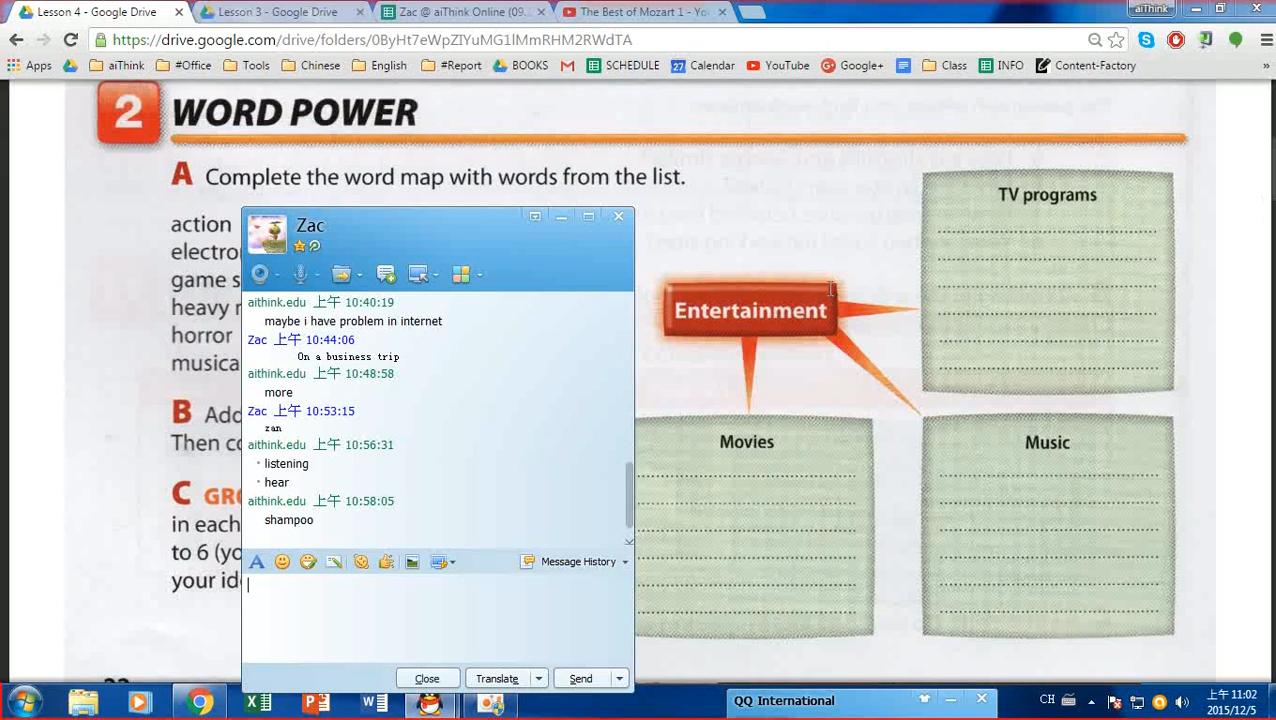 Lesson 4 - Google Drive
Lesson 3 - Google Drive
Zac @ aiThink Online (09.
The Best of Mozart 1 - You
aiThink
https://drive.google.com/drive/folders/0ByHt7eWpZIYuMG1lMmRHM2RWdTA
Apps aiThink #Office Tools Chinese English #Report BOOKS SCHEDULE Calendar YouTube Google+ Class INFO Content-Factory
2 WORD POWER
A Complete the word map with words from the list.
action
electron
game s
heavy r
horror
musica
B Add
Then co
C GRO
in each
to 6 (yo
your ide
Zac
aithink.edu 上午 10:40:19
maybe i have problem in internet
Zac 上午 10:44:06
On a business trip
aithink.edu 上午 10:48:58
more
Zac 上午 10:53:15
zan
aithink.edu 上午 10:56:31
• listening
• hear
aithink.edu 上午 10:58:05
shampoo
Message History
Close Translate Send
Entertainment
TV programs
Movies
Music
QQ International
CH
上午 11:02
2015/12/5